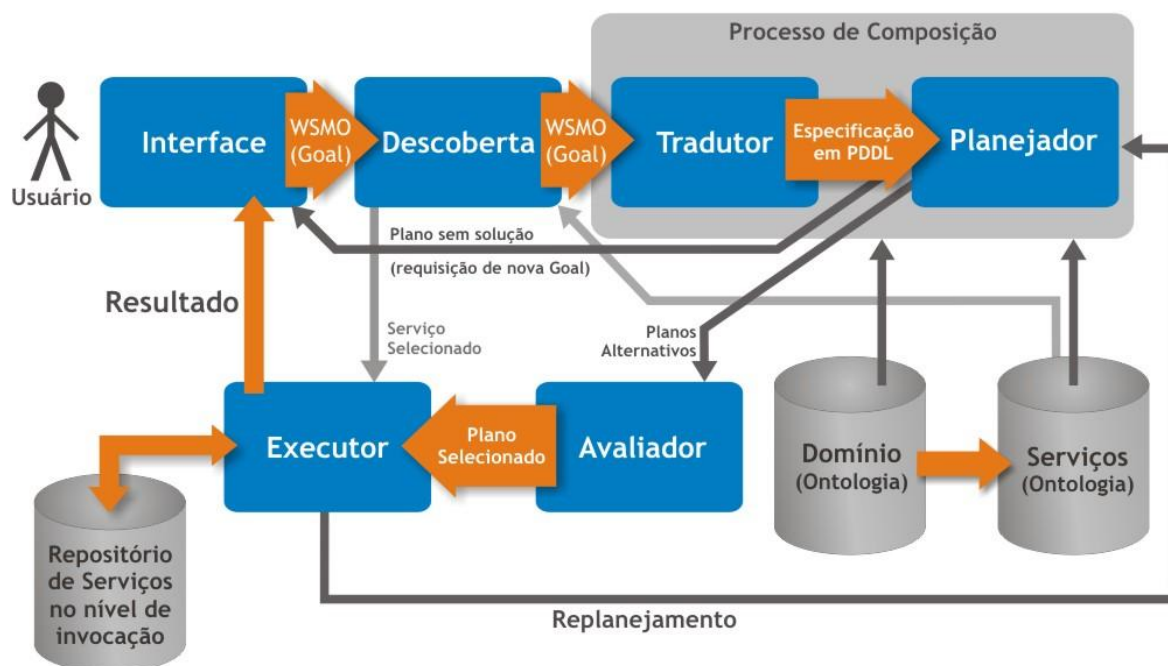 Processo de Composição
Usuário
Interface
WSMO
(Goal)
Descoberta
WSMO
(Goal)
Tradutor
Especificação
em PDDL
Planejador
Plano sem solução
(requisição de nova Goal)
Resultado
Serviço
Selecionado
Planos
Alternativos
Executor
Plano
Selecionado
Avaliador
Domínio
(Ontologia)
Serviços
(Ontologia)
Repositório
de Serviços
no nível de
invocação
Replanejamento